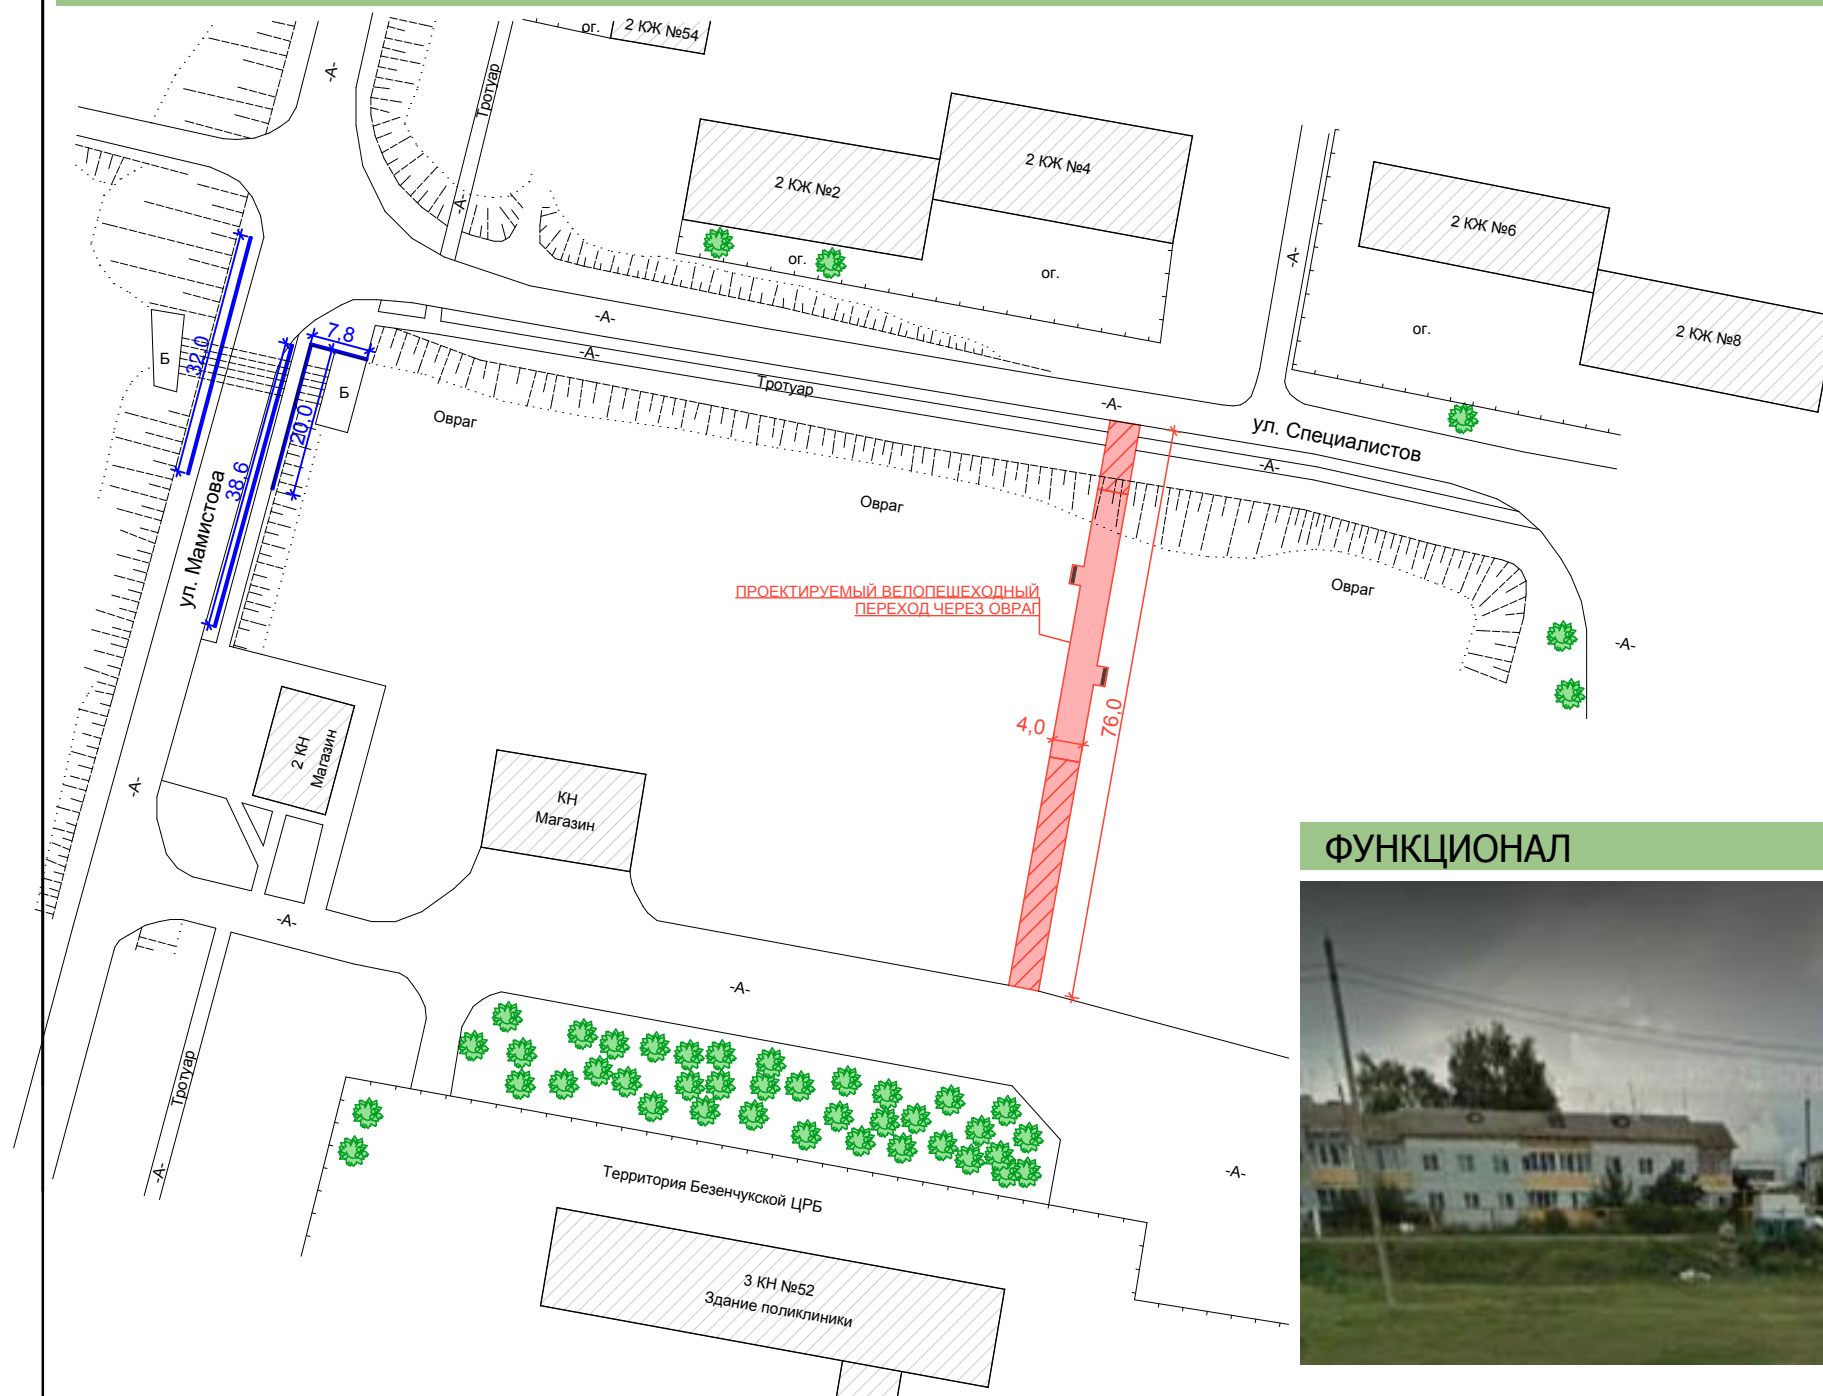 ог.
2 КЖ №54
-А-
Тротуар
2 КЖ №4
2 КЖ №2
-А-
2 КЖ №6
ог.
ог.
-А-
-А-
7,8
-А-
ог.
2 КЖ №8
32,0
Б
Б
Тротуар
-А-
20,0
Овраг
ул. Специалистов
-А-
38,6
Овраг
ул. Мамистова
ПРОЕКТИРУЕМЫЙ ВЕЛОПЕШЕХОДНЫЙ
ПЕРЕХОД ЧЕРЕЗ ОВРАГ
Овраг
-А-
4,0
76,0
2 КН
Магазин
-А-
КН
Магазин
ФУНКЦИОНАЛ
-А-
-А-
Тротуар
-А-
-А-
Территория Безенчукской ЦРБ
3 КН №52
Здание поликлиники